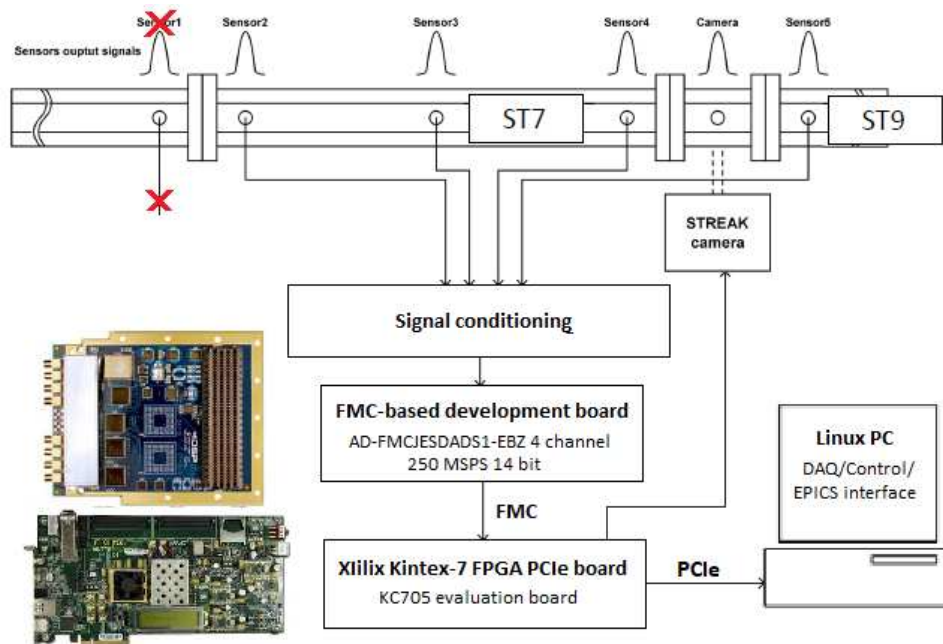 Sensor1
Sensor2
Sensor3
Sensor4
Camera
Sensor5
Sensors ouptut signals
ST7
ST9
STREAK
camera
Signal conditioning
FMC-based development board
AD-FMCJESDADS1-EBZ 4 channel
250 MSPS 14 bit
Linux PC
DAQ/Control/
EPICS interface
FMC
XIilix Kintex-7 FPGA PCIe board
KC705 evaluation board
PCIe